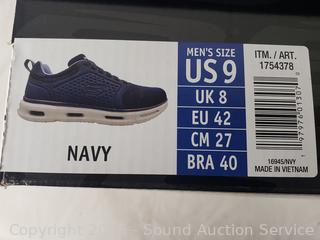 MEN'S SIZE
US 9
UK 8
EU 42
CM 27
BRA 40
NAVY
ITM. / ART.
1754378
16945/NVY
MADE IN VIETNAM
Sound Auction Service